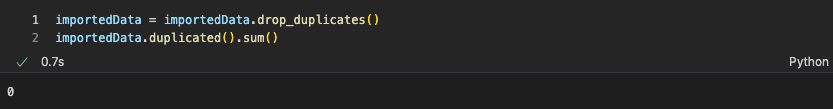 1 importedData = importedData.drop_duplicates()
2 importedData.duplicated().sum()
✓ 0.7s Python
0